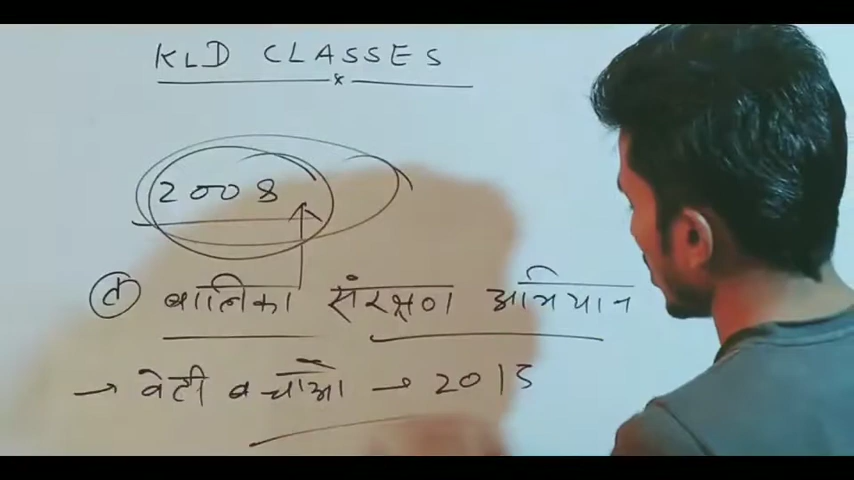 KLD CLASSES
2008
बालिका संरक्षण अभियान
→ बेटी बचाओ → 2015